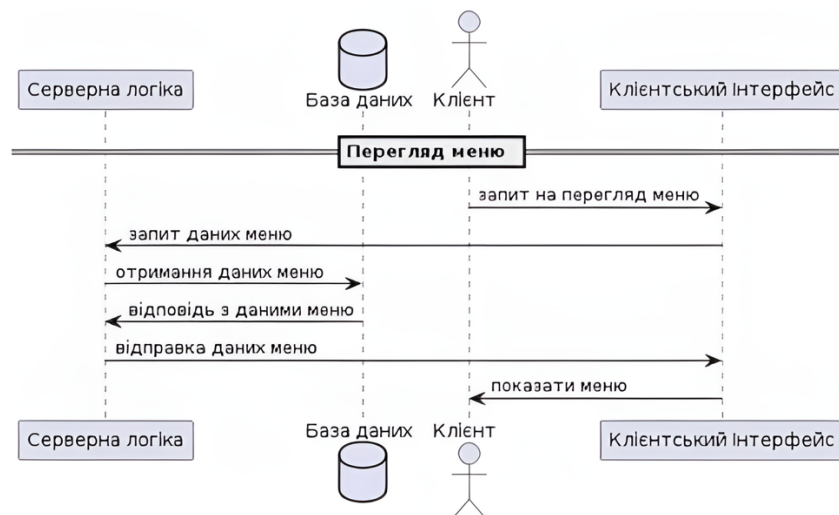 Серверна логіка
База даних
Клієнт
Клієнтський Інтерфейс
Перегляд меню
запит на перегляд меню
запит даних меню
отримання даних меню
відповідь з даними меню
відправка даних меню
показати меню
Серверна логіка
База даних
Клієнт
Клієнтський Інтерфейс